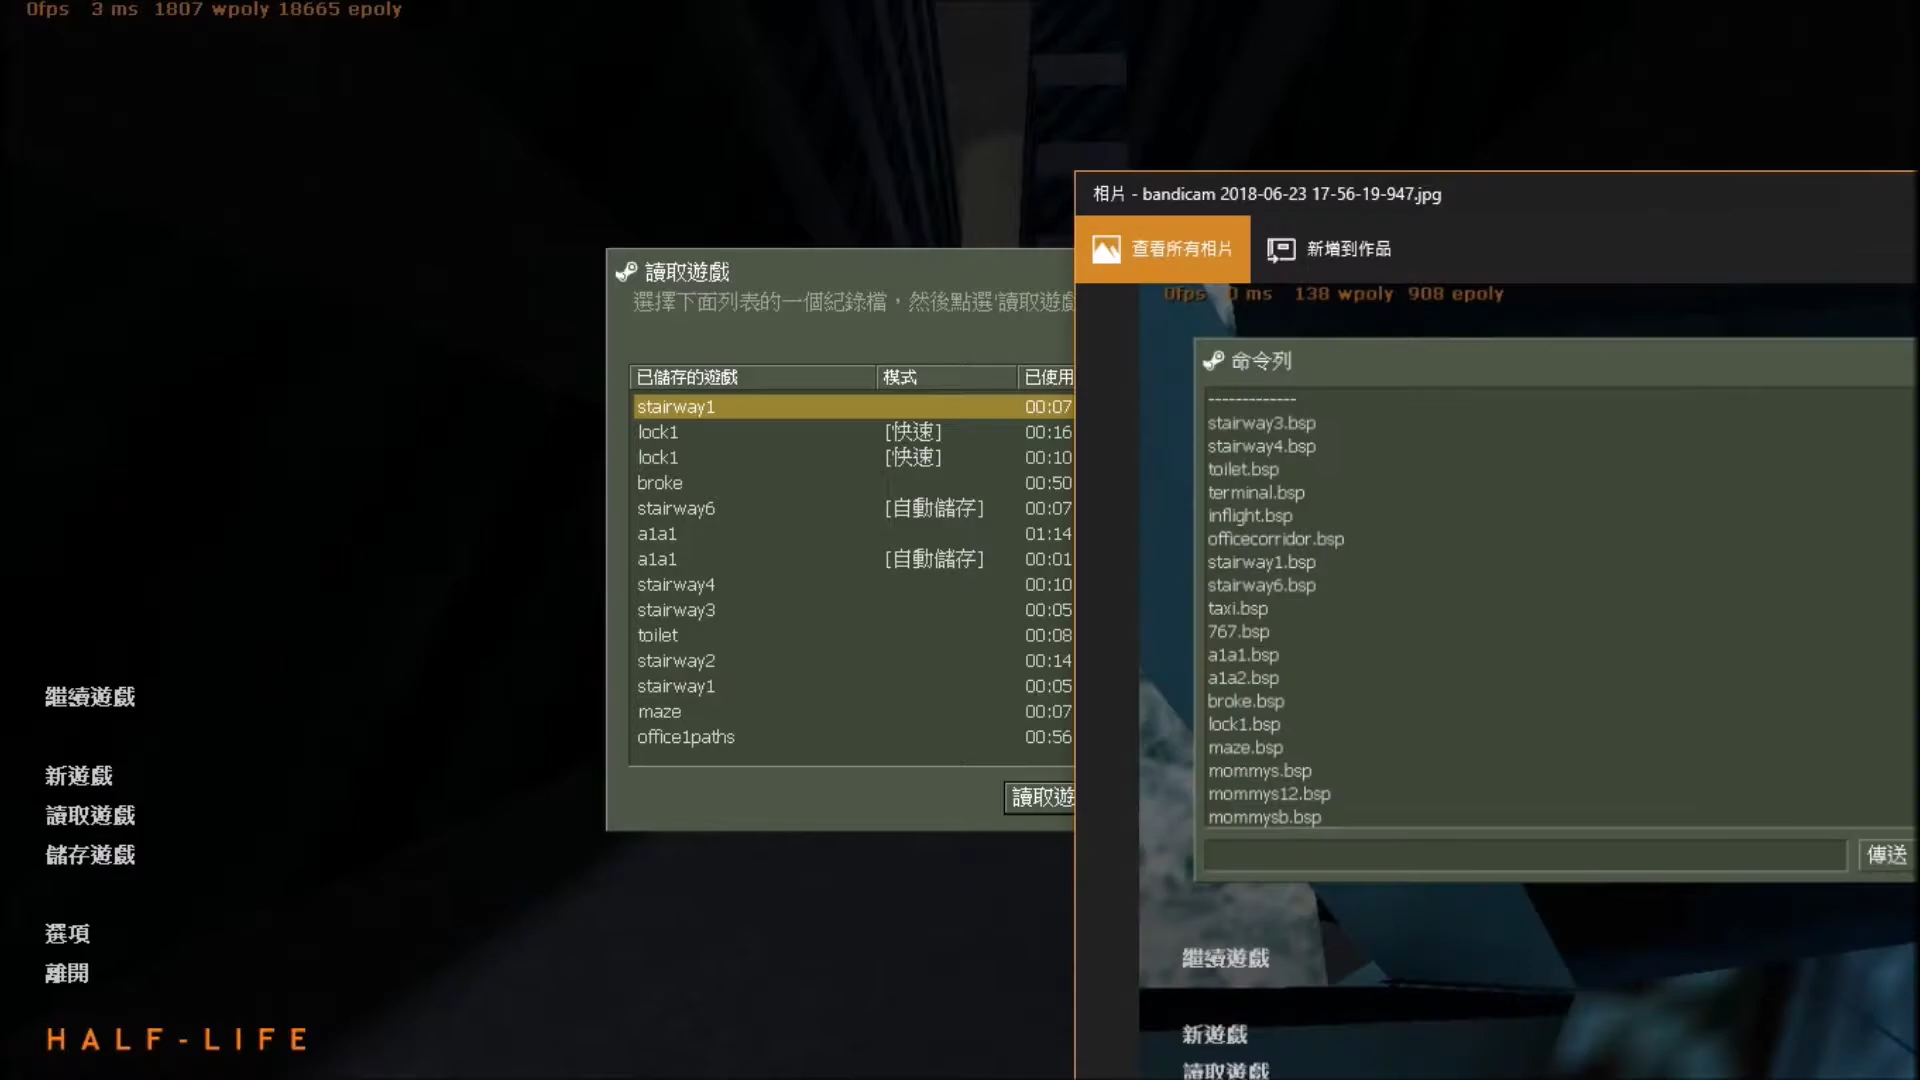 0fps 3 ms 1807 wpoly 18665 epoly
讀取遊戲
選擇下面列表的一個紀錄檔，然後點選'讀取遊戲
已儲存的遊戲 模式 已使用
stairway1 00:07
lock1 [快速] 00:16
lock1 [快速] 00:10
broke 00:50
stairway6 [自動儲存] 00:07
a1a1 01:14
a1a1 [自動儲存] 00:01
stairway4 00:10
stairway3 00:05
toilet 00:08
stairway2 00:14
stairway1 00:05
maze 00:07
office1paths 00:56
讀取遊
繼續遊戲
新遊戲
讀取遊戲
儲存遊戲
選項
離開
HALF-LIFE
相片 - bandicam 2018-06-23 17-56-19-947.jpg
查看所有相片 新增到作品
0fps 0 ms 138 wpoly 908 epoly
命令列
-------------
stairway3.bsp
stairway4.bsp
toilet.bsp
terminal.bsp
inflight.bsp
officecorridor.bsp
stairway1.bsp
stairway6.bsp
taxi.bsp
767.bsp
a1a1.bsp
a1a2.bsp
broke.bsp
lock1.bsp
maze.bsp
mommys.bsp
mommys12.bsp
mommysb.bsp
傳送
繼續遊戲
新遊戲
讀取遊戲